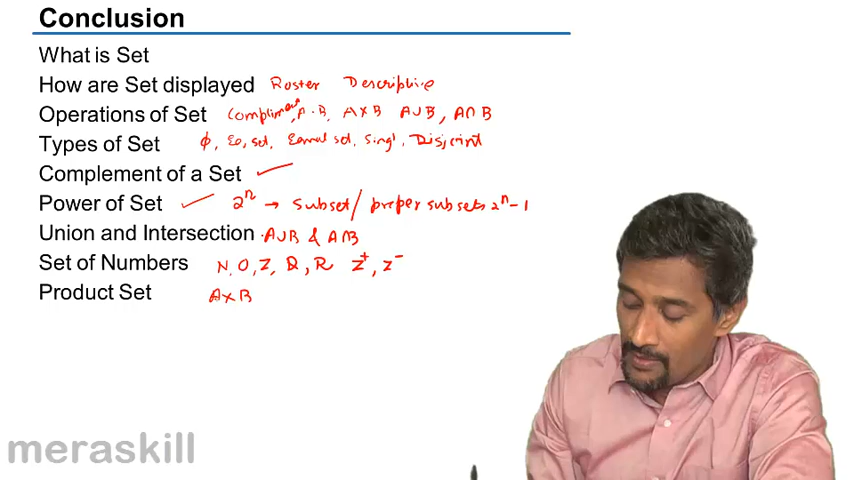 Conclusion
What is Set
How are Set displayed Roster Descriptive
Operations of Set Compliment, A-B, A×B A∪B, A∩B
Types of Set ϕ, Eq, set, Equal set, Singl, Disjoint
Complement of a Set ✓
Power of Set ✓ 2ⁿ → Subset/ proper subsets 2ⁿ-1
Union and Intersection A∪B & A∩B
Set of Numbers N, O, Z, Q, R Z⁺, Z⁻
Product Set A×B
meraskill